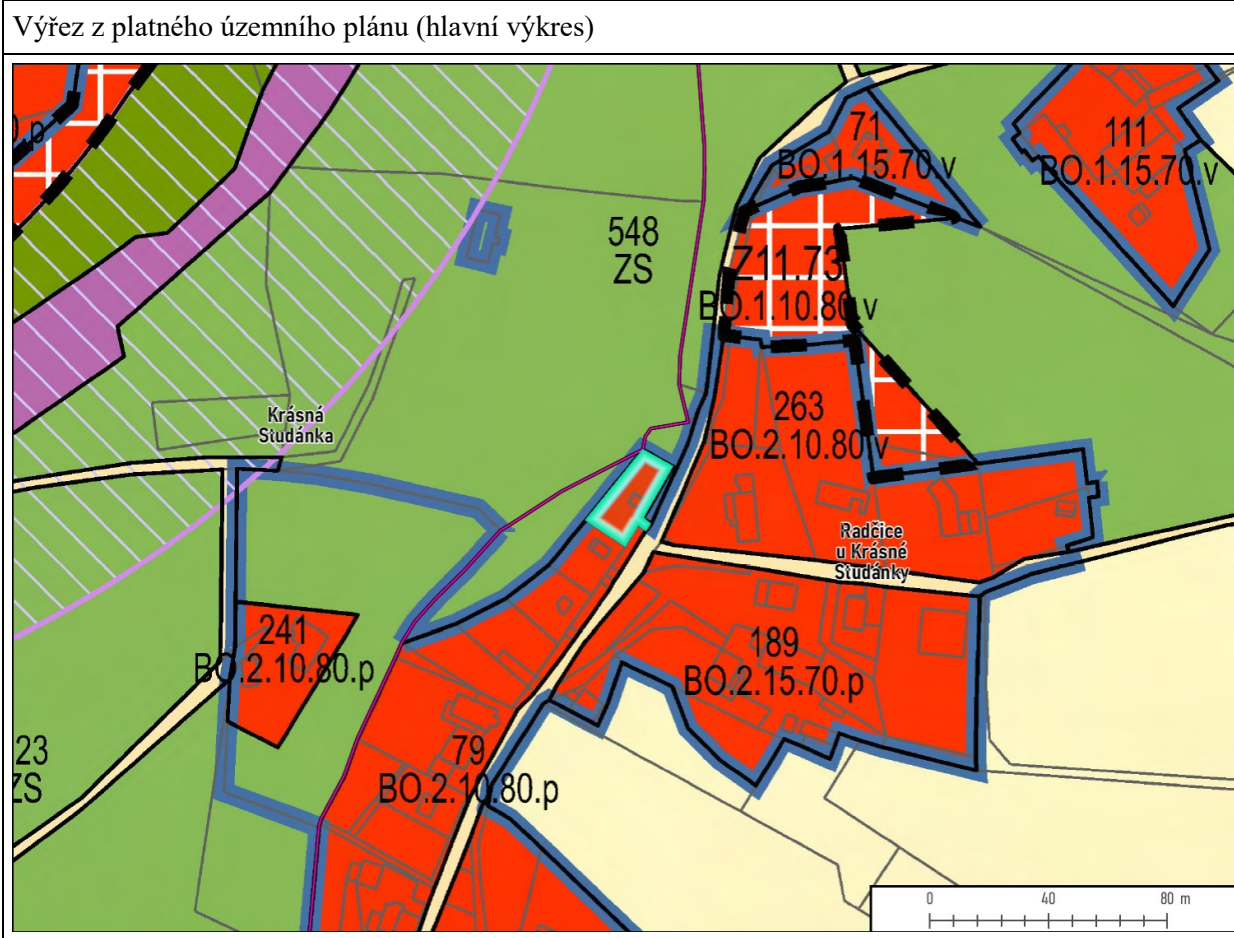 Výřez z platného územního plánu (hlavní výkres)
71
BO.1.15.70.v
111
BO.1.15.70.v
548
ZS
Z11.73
BO.1.10.80.v
Krásná
Studánka
263
BO.2.10.80.v
Radčice
u Krásné
Studánky
241
BO.2.10.80.p
189
BO.2.15.70.p
23
ZS
79
BO.2.10.80.p
0 40 80 m